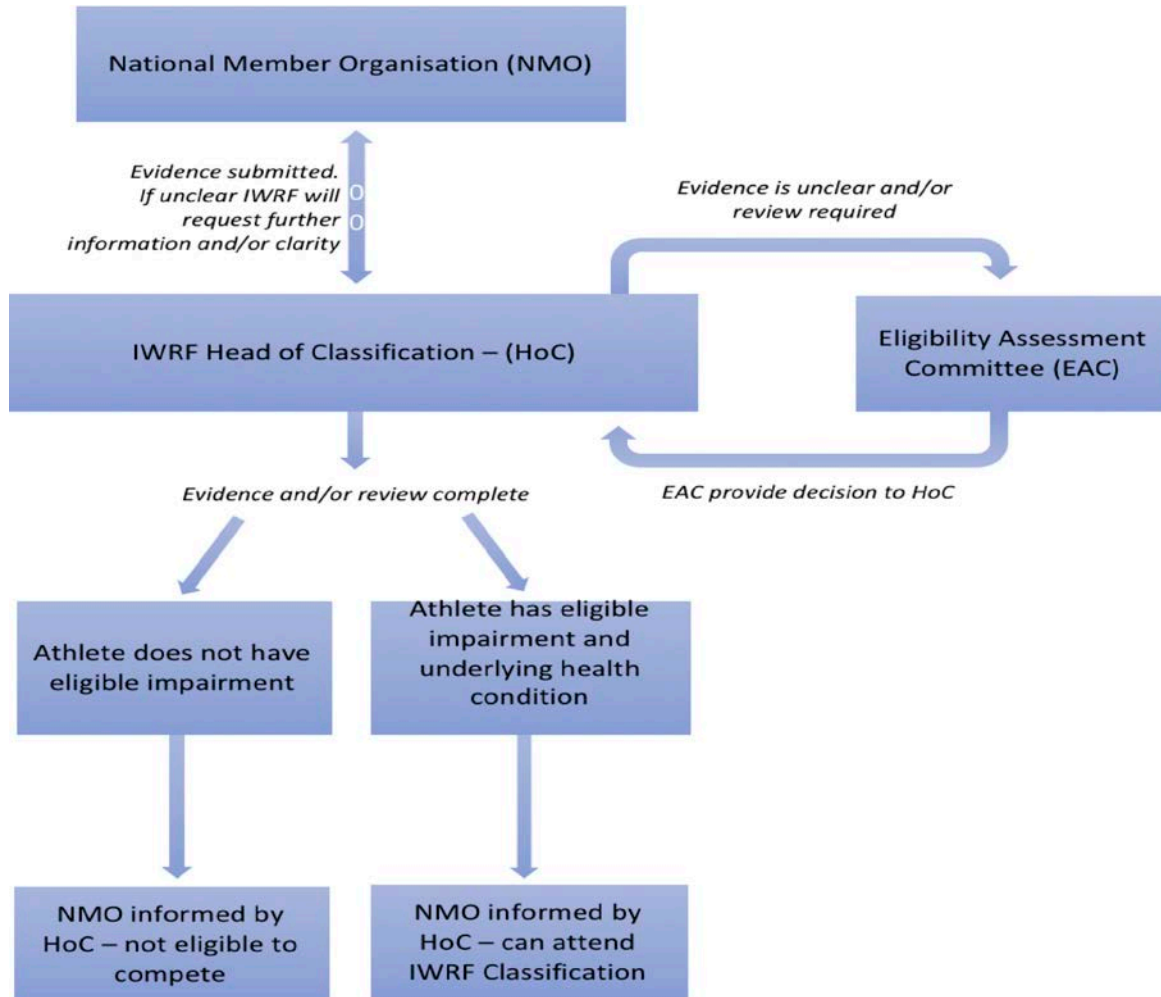 National Member Organisation (NMO)
Evidence submitted.
If unclear IWRF will
request further
information and/or clarity
0
0
Evidence is unclear and/or
review required
IWRF Head of Classification – (HoC)
Eligibility Assessment
Committee (EAC)
Evidence and/or review complete
EAC provide decision to HoC
Athlete does not have
eligible impairment
Athlete has eligible
impairment and
underlying health
condition
NMO informed by
HoC – not eligible to
compete
NMO informed by
HoC – can attend
IWRF Classification